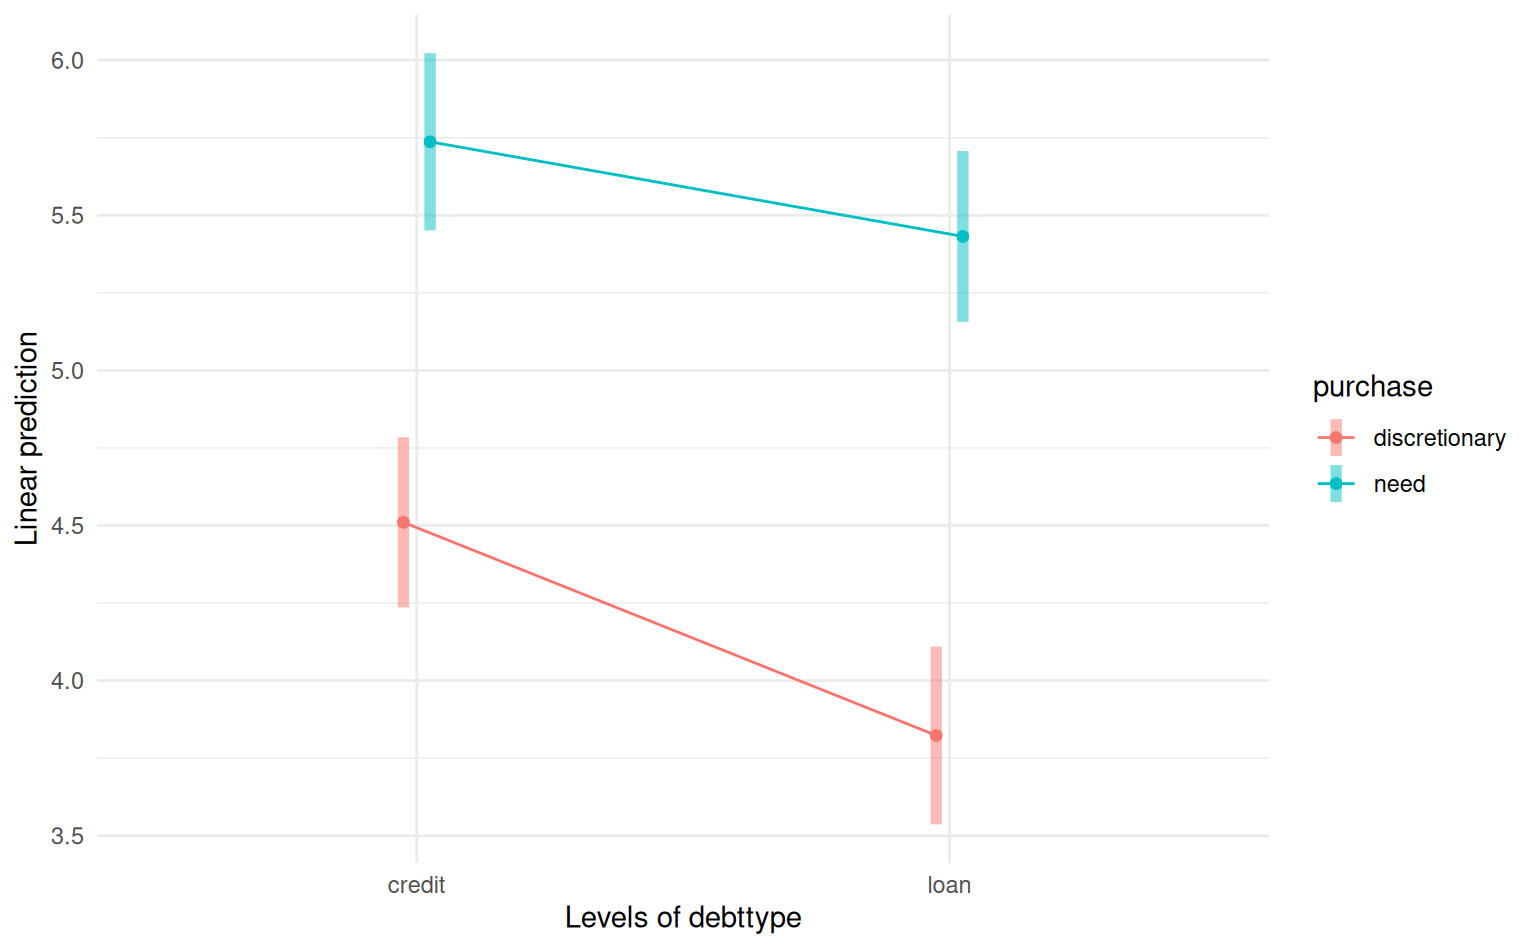 6.0
5.5
5.0
4.5
4.0
3.5
Linear prediction
credit
loan
Levels of debttype
purchase
discretionary
need